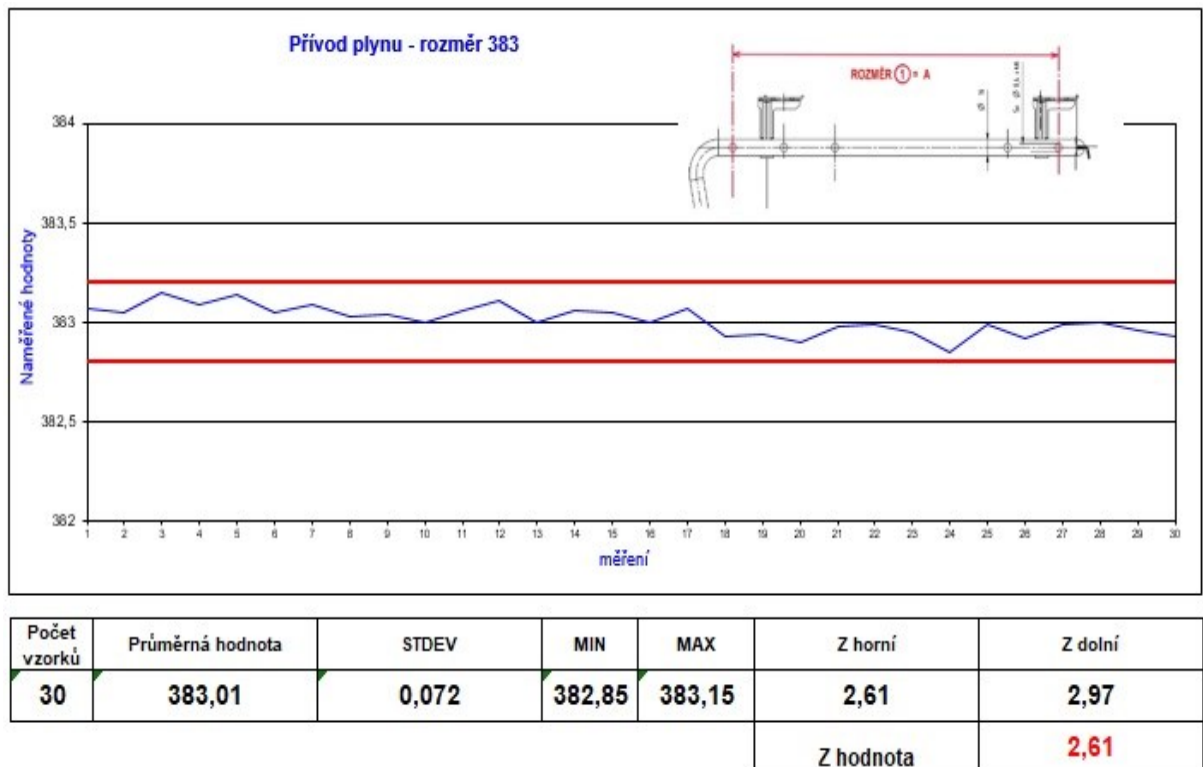 Přívod plynu - rozměr 383
ROZMĚR 1 = A
384
383,5
383
382,5
382
Naměřené hodnoty
1 2 3 4 5 6 7 8 9 10 11 12 13 14 15 16 17 18 19 20 21 22 23 24 25 26 27 28 29 30
měření
Počet vzorků Průměrná hodnota STDEV MIN MAX Z horní Z dolní
30 383,01 0,072 382,85 383,15 2,61 2,97
Z hodnota 2,61